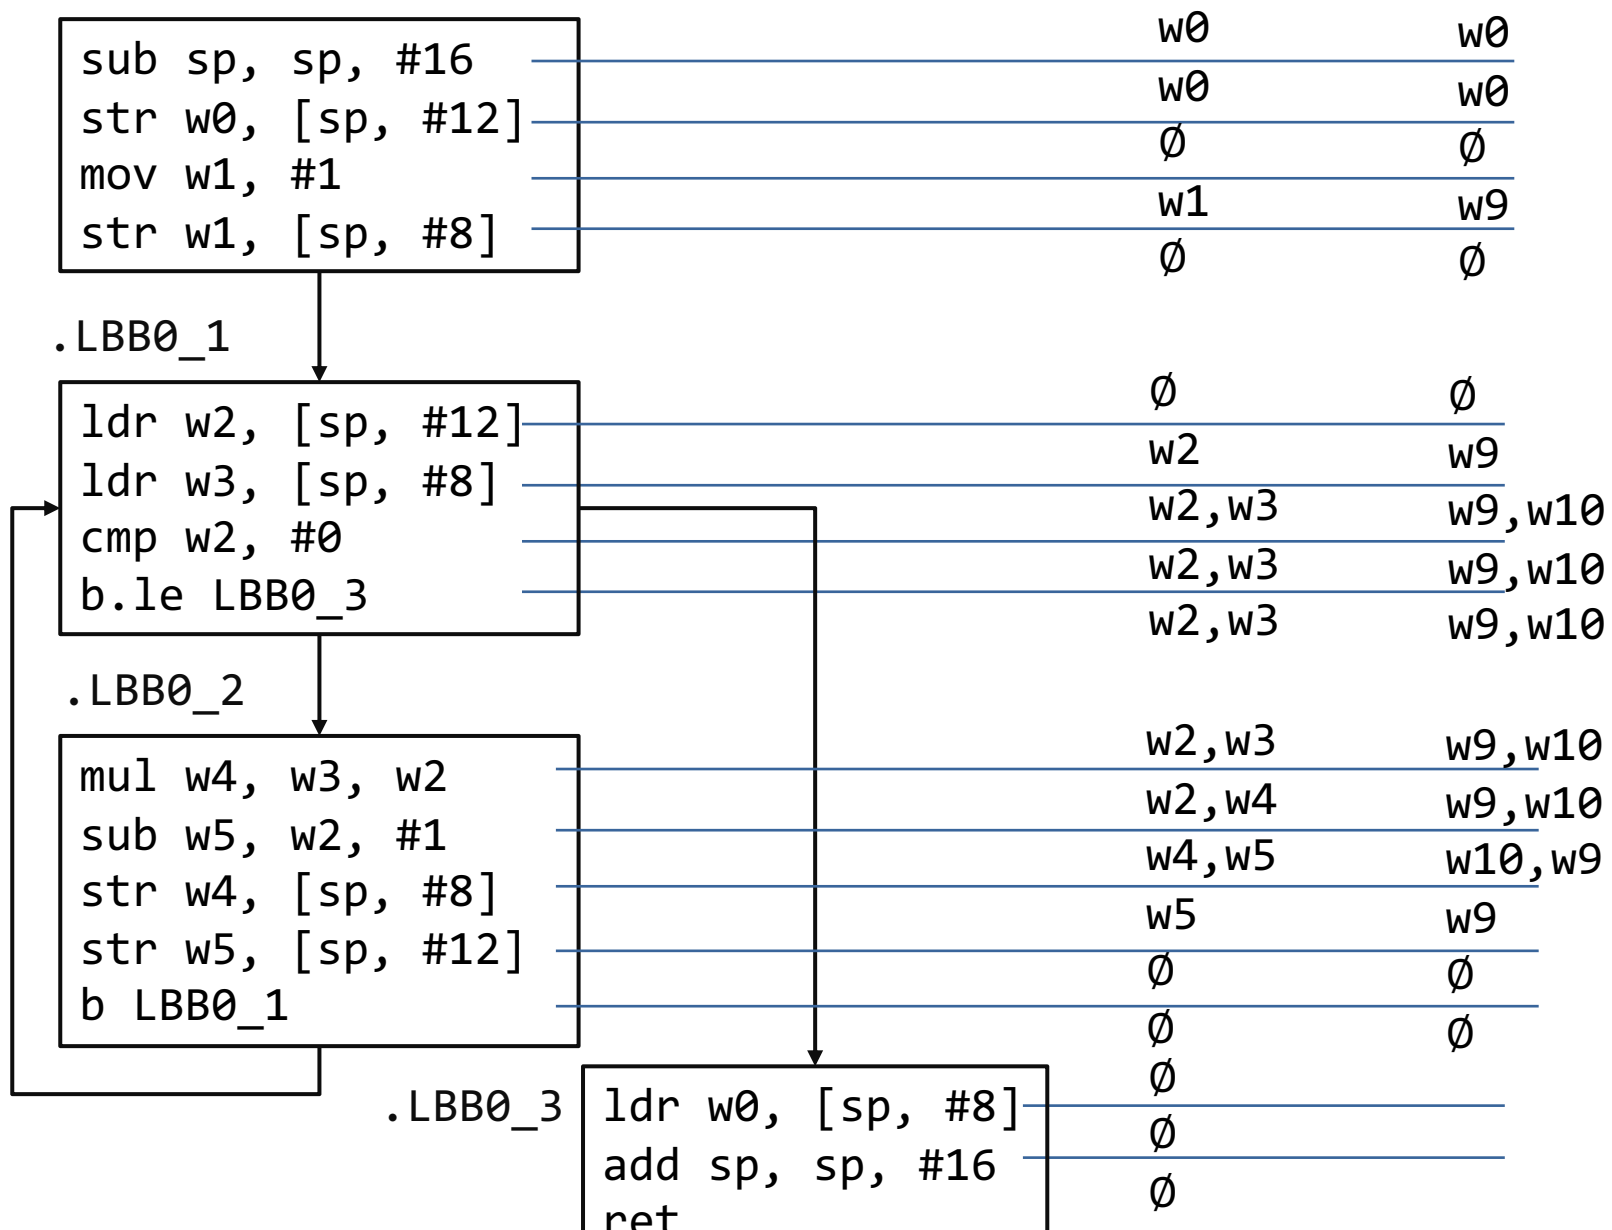 w0 w0
sub sp, sp, #16
w0 w0
str w0, [sp, #12]
Ø Ø
mov w1, #1
w1 w9
str w1, [sp, #8]
Ø Ø
.LBB0_1
Ø Ø
ldr w2, [sp, #12]
w2 w9
ldr w3, [sp, #8]
w2,w3 w9,w10
cmp w2, #0
w2,w3 w9,w10
b.le LBB0_3
w2,w3 w9,w10
.LBB0_2
w2,w3 w9,w10
mul w4, w3, w2
w2,w4 w9,w10
sub w5, w2, #1
w4,w5 w10,w9
str w4, [sp, #8]
w5 w9
str w5, [sp, #12]
Ø Ø
b LBB0_1
Ø Ø
Ø
.LBB0_3 ldr w0, [sp, #8]
Ø
add sp, sp, #16
Ø
ret